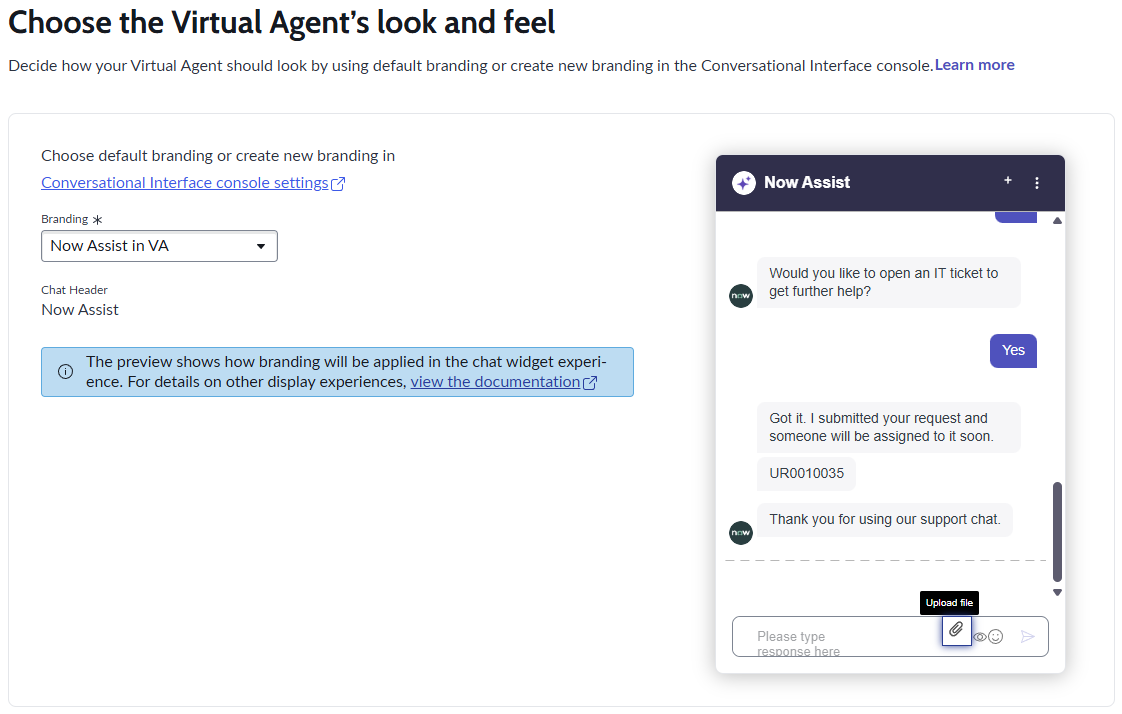 Choose the Virtual Agent’s look and feel
Decide how your Virtual Agent should look by using default branding or create new branding in the Conversational Interface console. Learn more
Choose default branding or create new branding in
Conversational Interface console settings
Branding *
Now Assist in VA
Chat Header
Now Assist
The preview shows how branding will be applied in the chat widget experi-
ence. For details on other display experiences, view the documentation
Now Assist
Would you like to open an IT ticket to
get further help?
now
Yes
Got it. I submitted your request and
someone will be assigned to it soon.
UR0010035
Thank you for using our support chat.
now
Upload file
Please type
response here